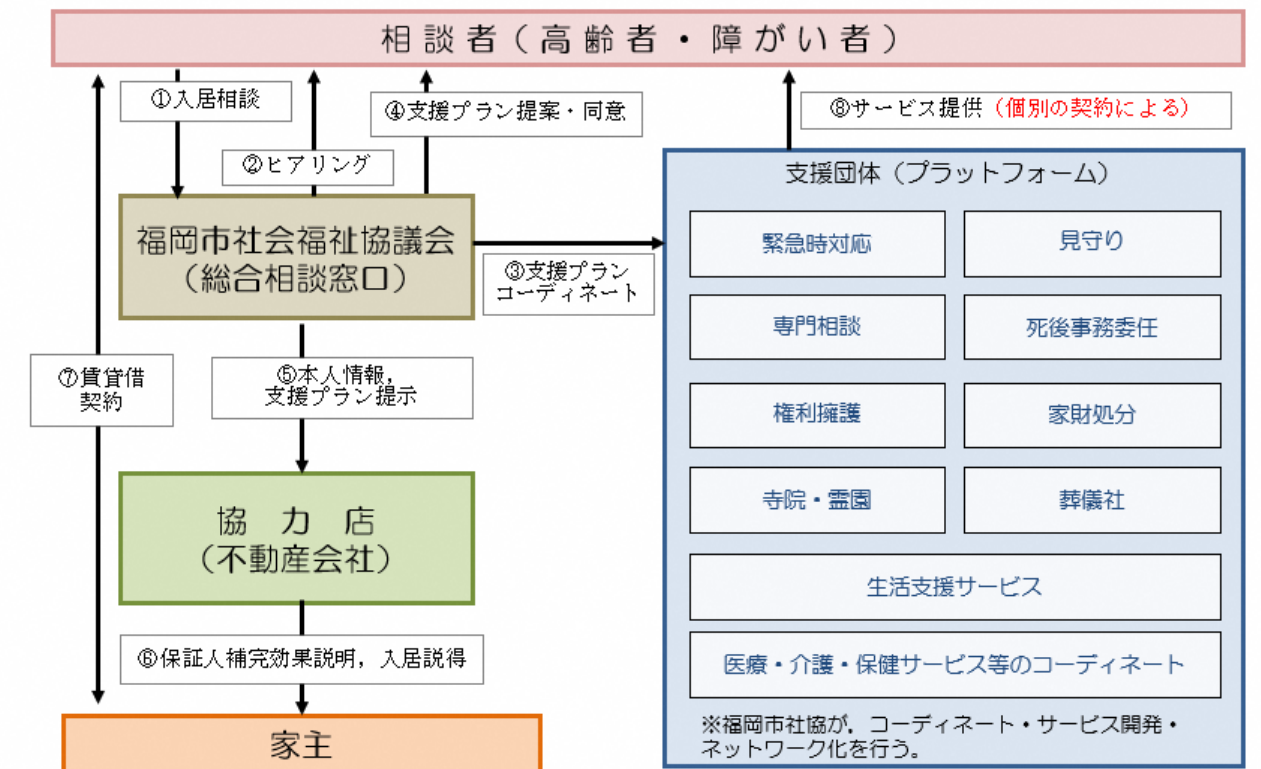 相談者（高齢者・障がい者）
①入居相談
④支援プラン提案・同意
⑧サービス提供（個別の契約による）
②ヒアリング
支援団体（プラットフォーム）
福岡市社会福祉協議会
（総合相談窓口）
③支援プラン
コーディネート
緊急時対応
見守り
専門相談
死後事務委任
⑦賃貸借
契約
⑤本人情報，
支援プラン提示
権利擁護
家財処分
寺院・霊園
葬儀社
協力店
（不動産会社）
生活支援サービス
⑥保証人補完効果説明，入居説得
医療・介護・保健サービス等のコーディネート
※福岡市社協が，コーディネート・サービス開発・
ネットワーク化を行う。
家主